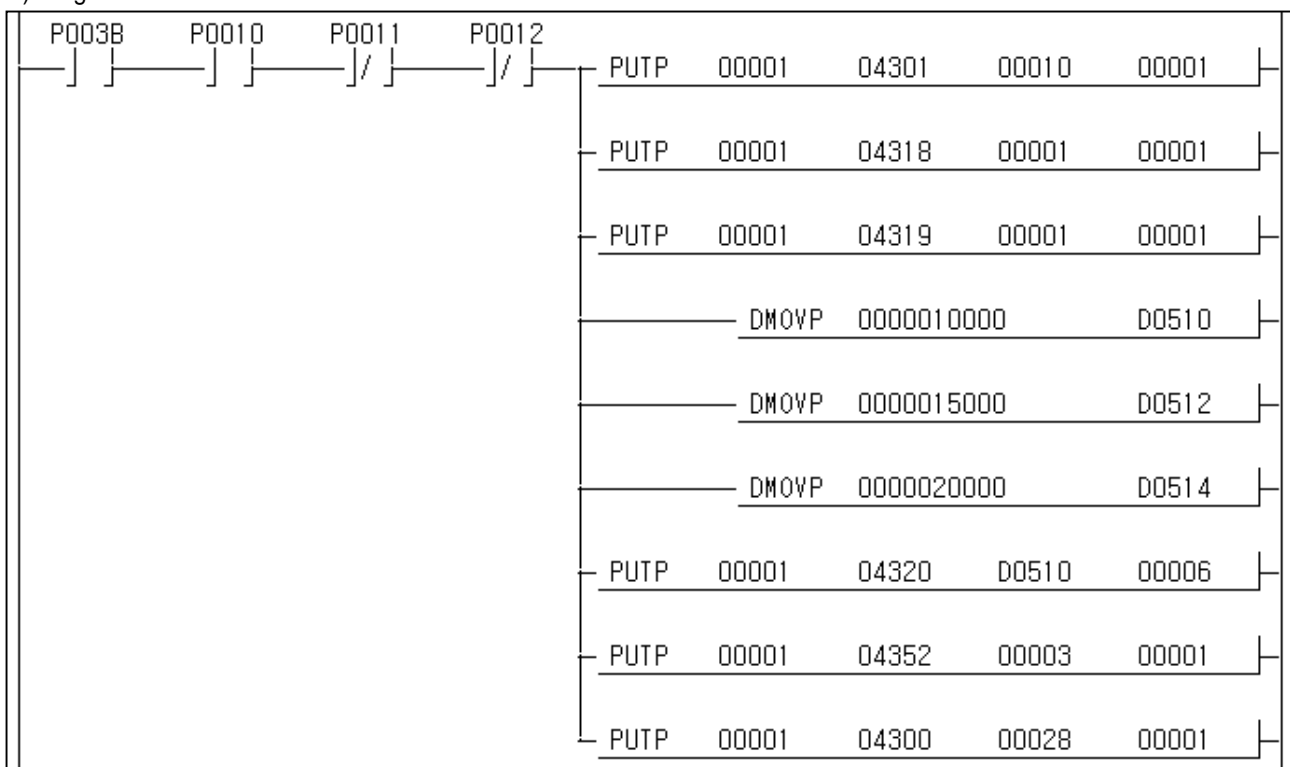 P003B P0010 P0011 P0012
PUTP 00001 04301 00010 00001
PUTP 00001 04318 00001 00001
PUTP 00001 04319 00001 00001
DMOVP 0000010000 D0510
DMOVP 0000015000 D0512
DMOVP 0000020000 D0514
PUTP 00001 04320 D0510 00006
PUTP 00001 04352 00003 00001
PUTP 00001 04300 00028 00001